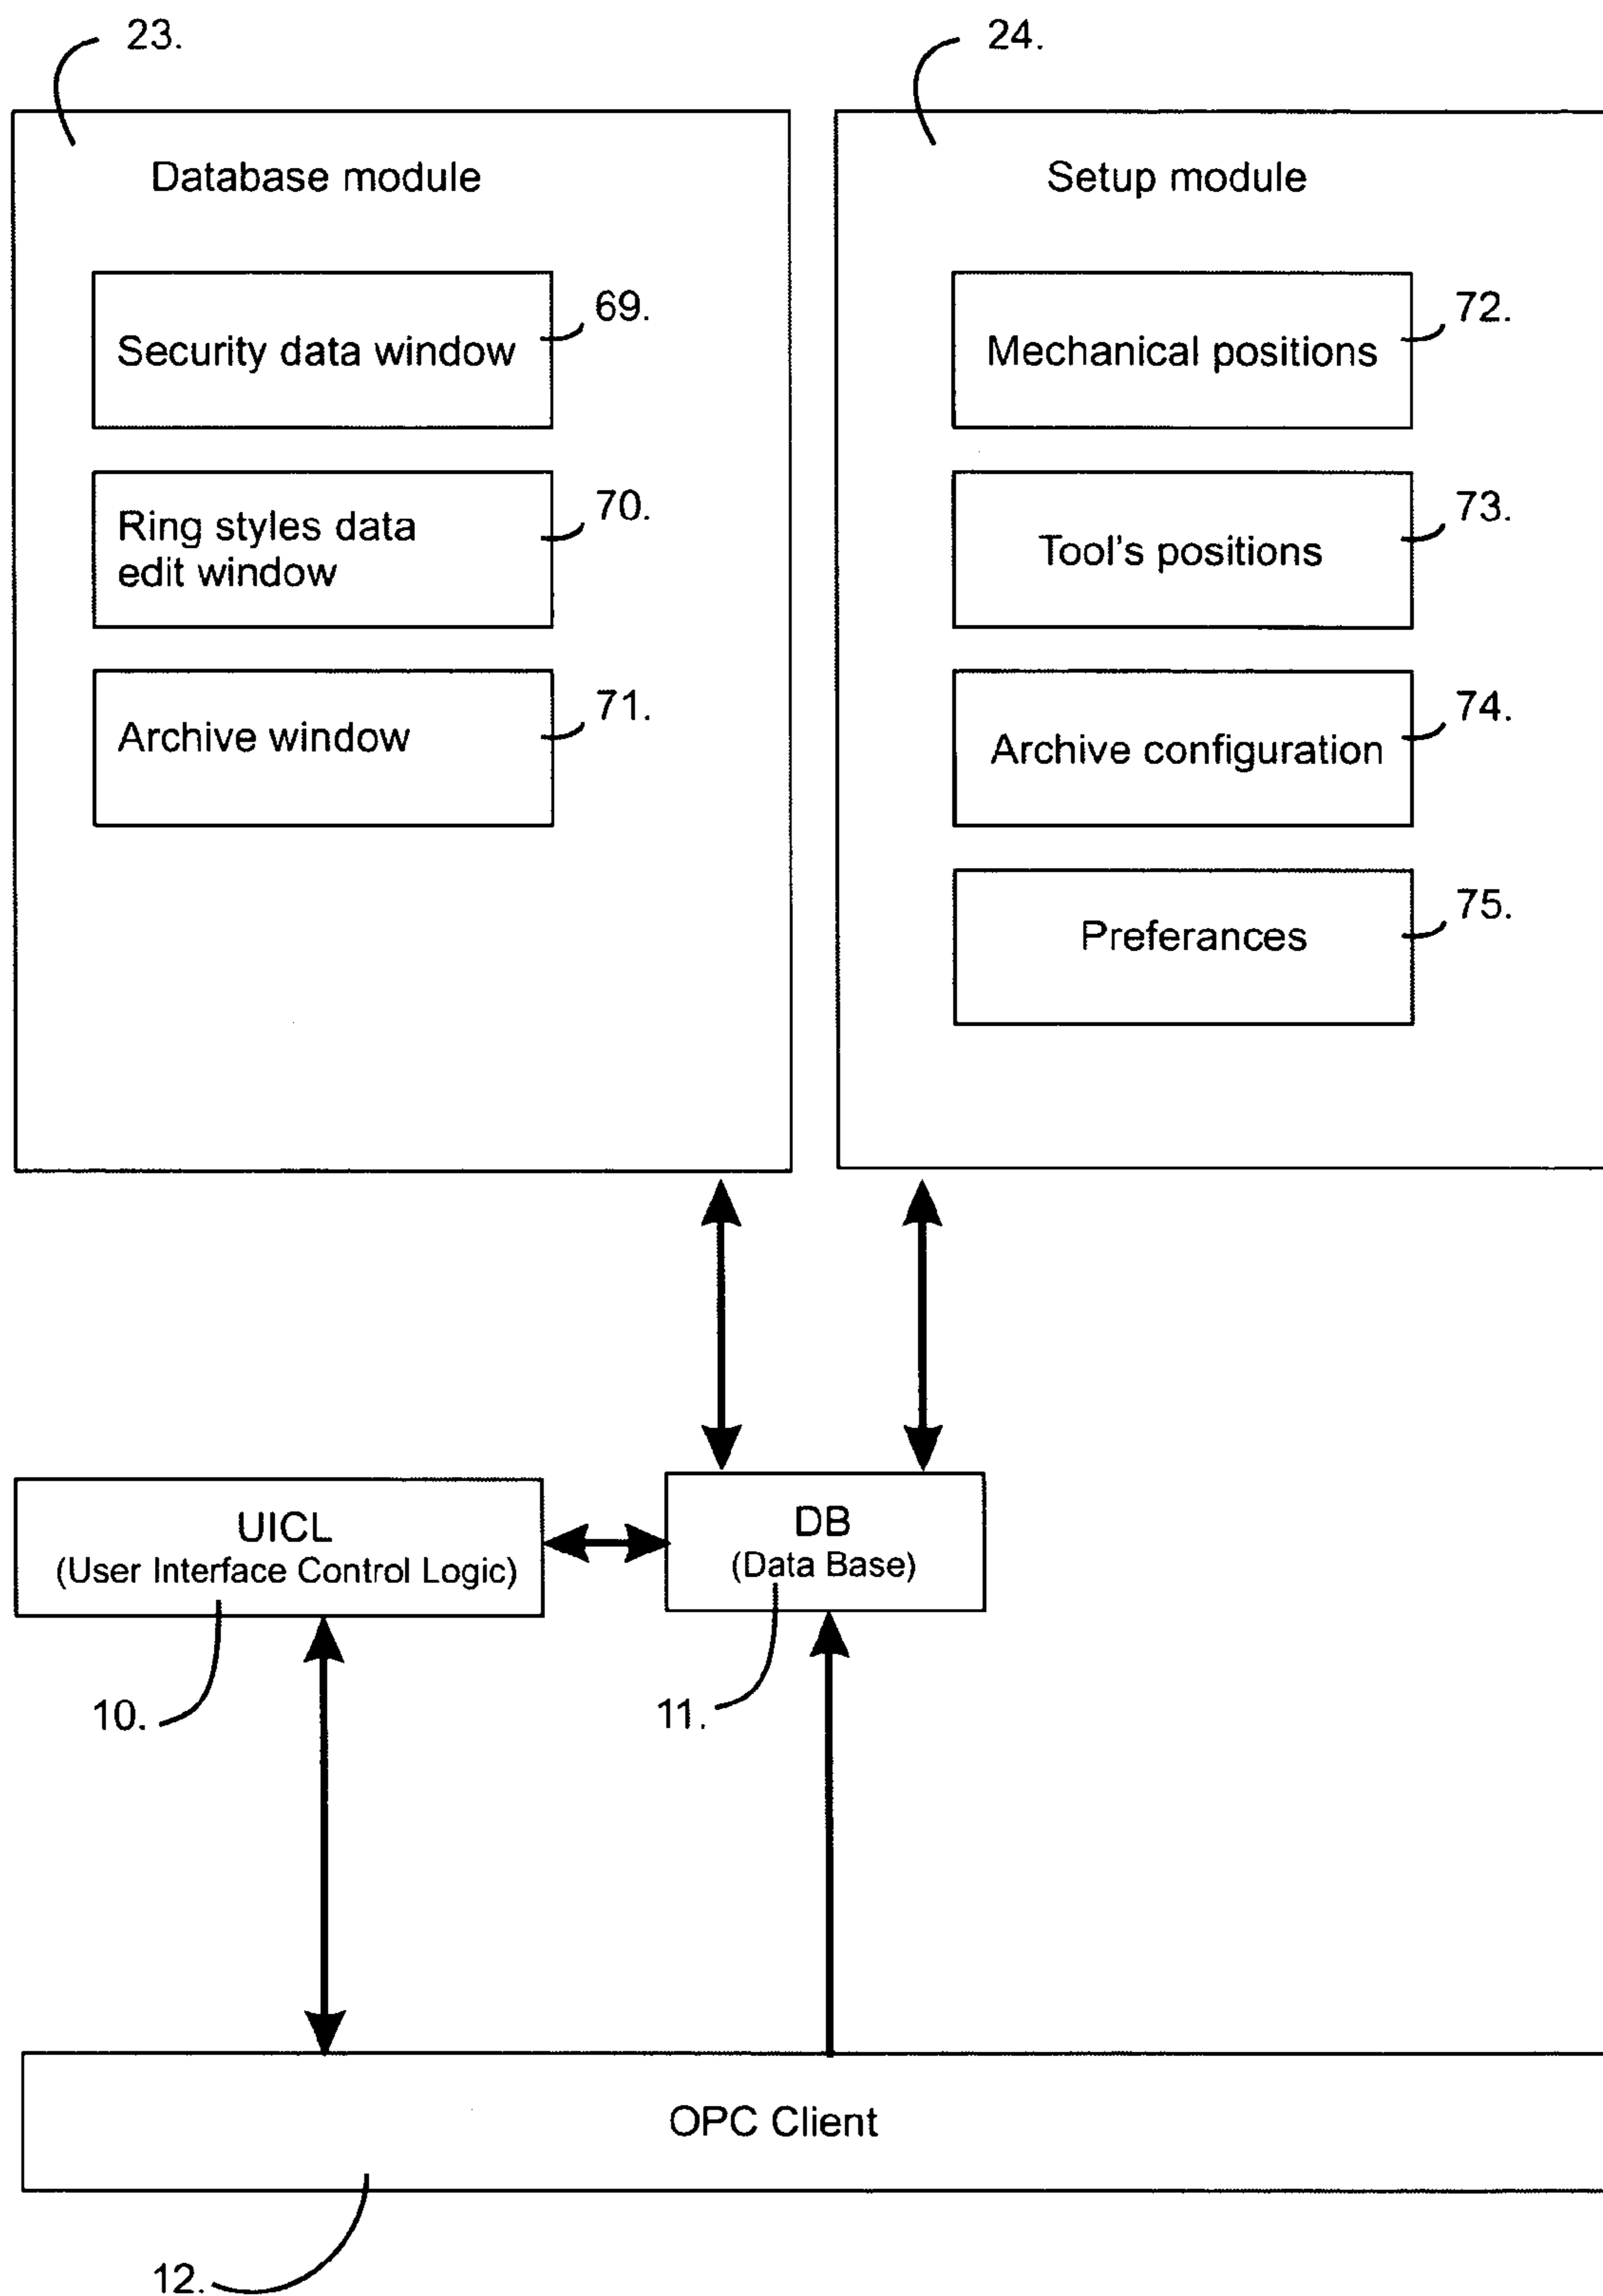 23.
24.
Database module
Setup module
Security data window
69.
Mechanical positions
72.
Ring styles data
edit window
70.
Tool's positions
73.
Archive window
71.
Archive configuration
74.
Preferances
75.
UICL
(User Interface Control Logic)
DB
(Data Base)
10.
11.
OPC Client
12.